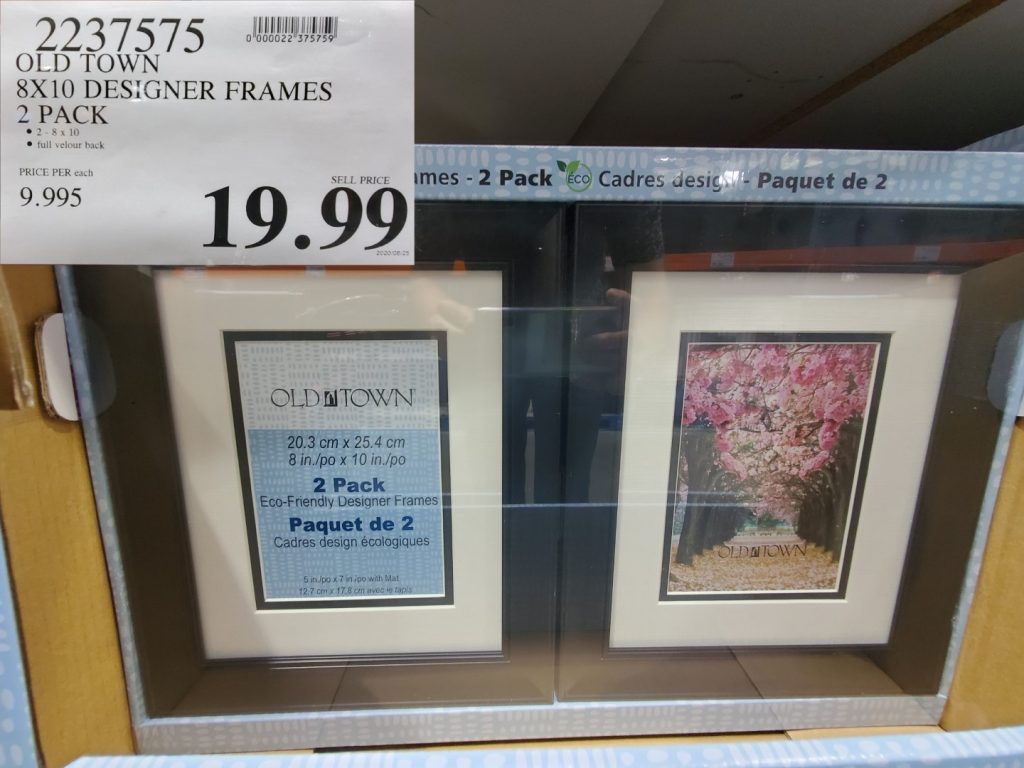 2237575
0 000022 375759
OLD TOWN
8X10 DESIGNER FRAMES
2 PACK
• 2 - 8 x 10
• full velour back
PRICE PER each
9.995
SELL PRICE
19.99
2020/08/25
mes - 2 Pack ECO Cadres design - Paquet de 2
OLD TOWN
20.3 cm x 25.4 cm
8 in./po x 10 in./po
2 Pack
Eco-Friendly Designer Frames
Paquet de 2
Cadres design écologiques
5 in./po x 7 in./po with Mat
12.7 cm x 17.8 cm avec le tapis
OLD TOWN